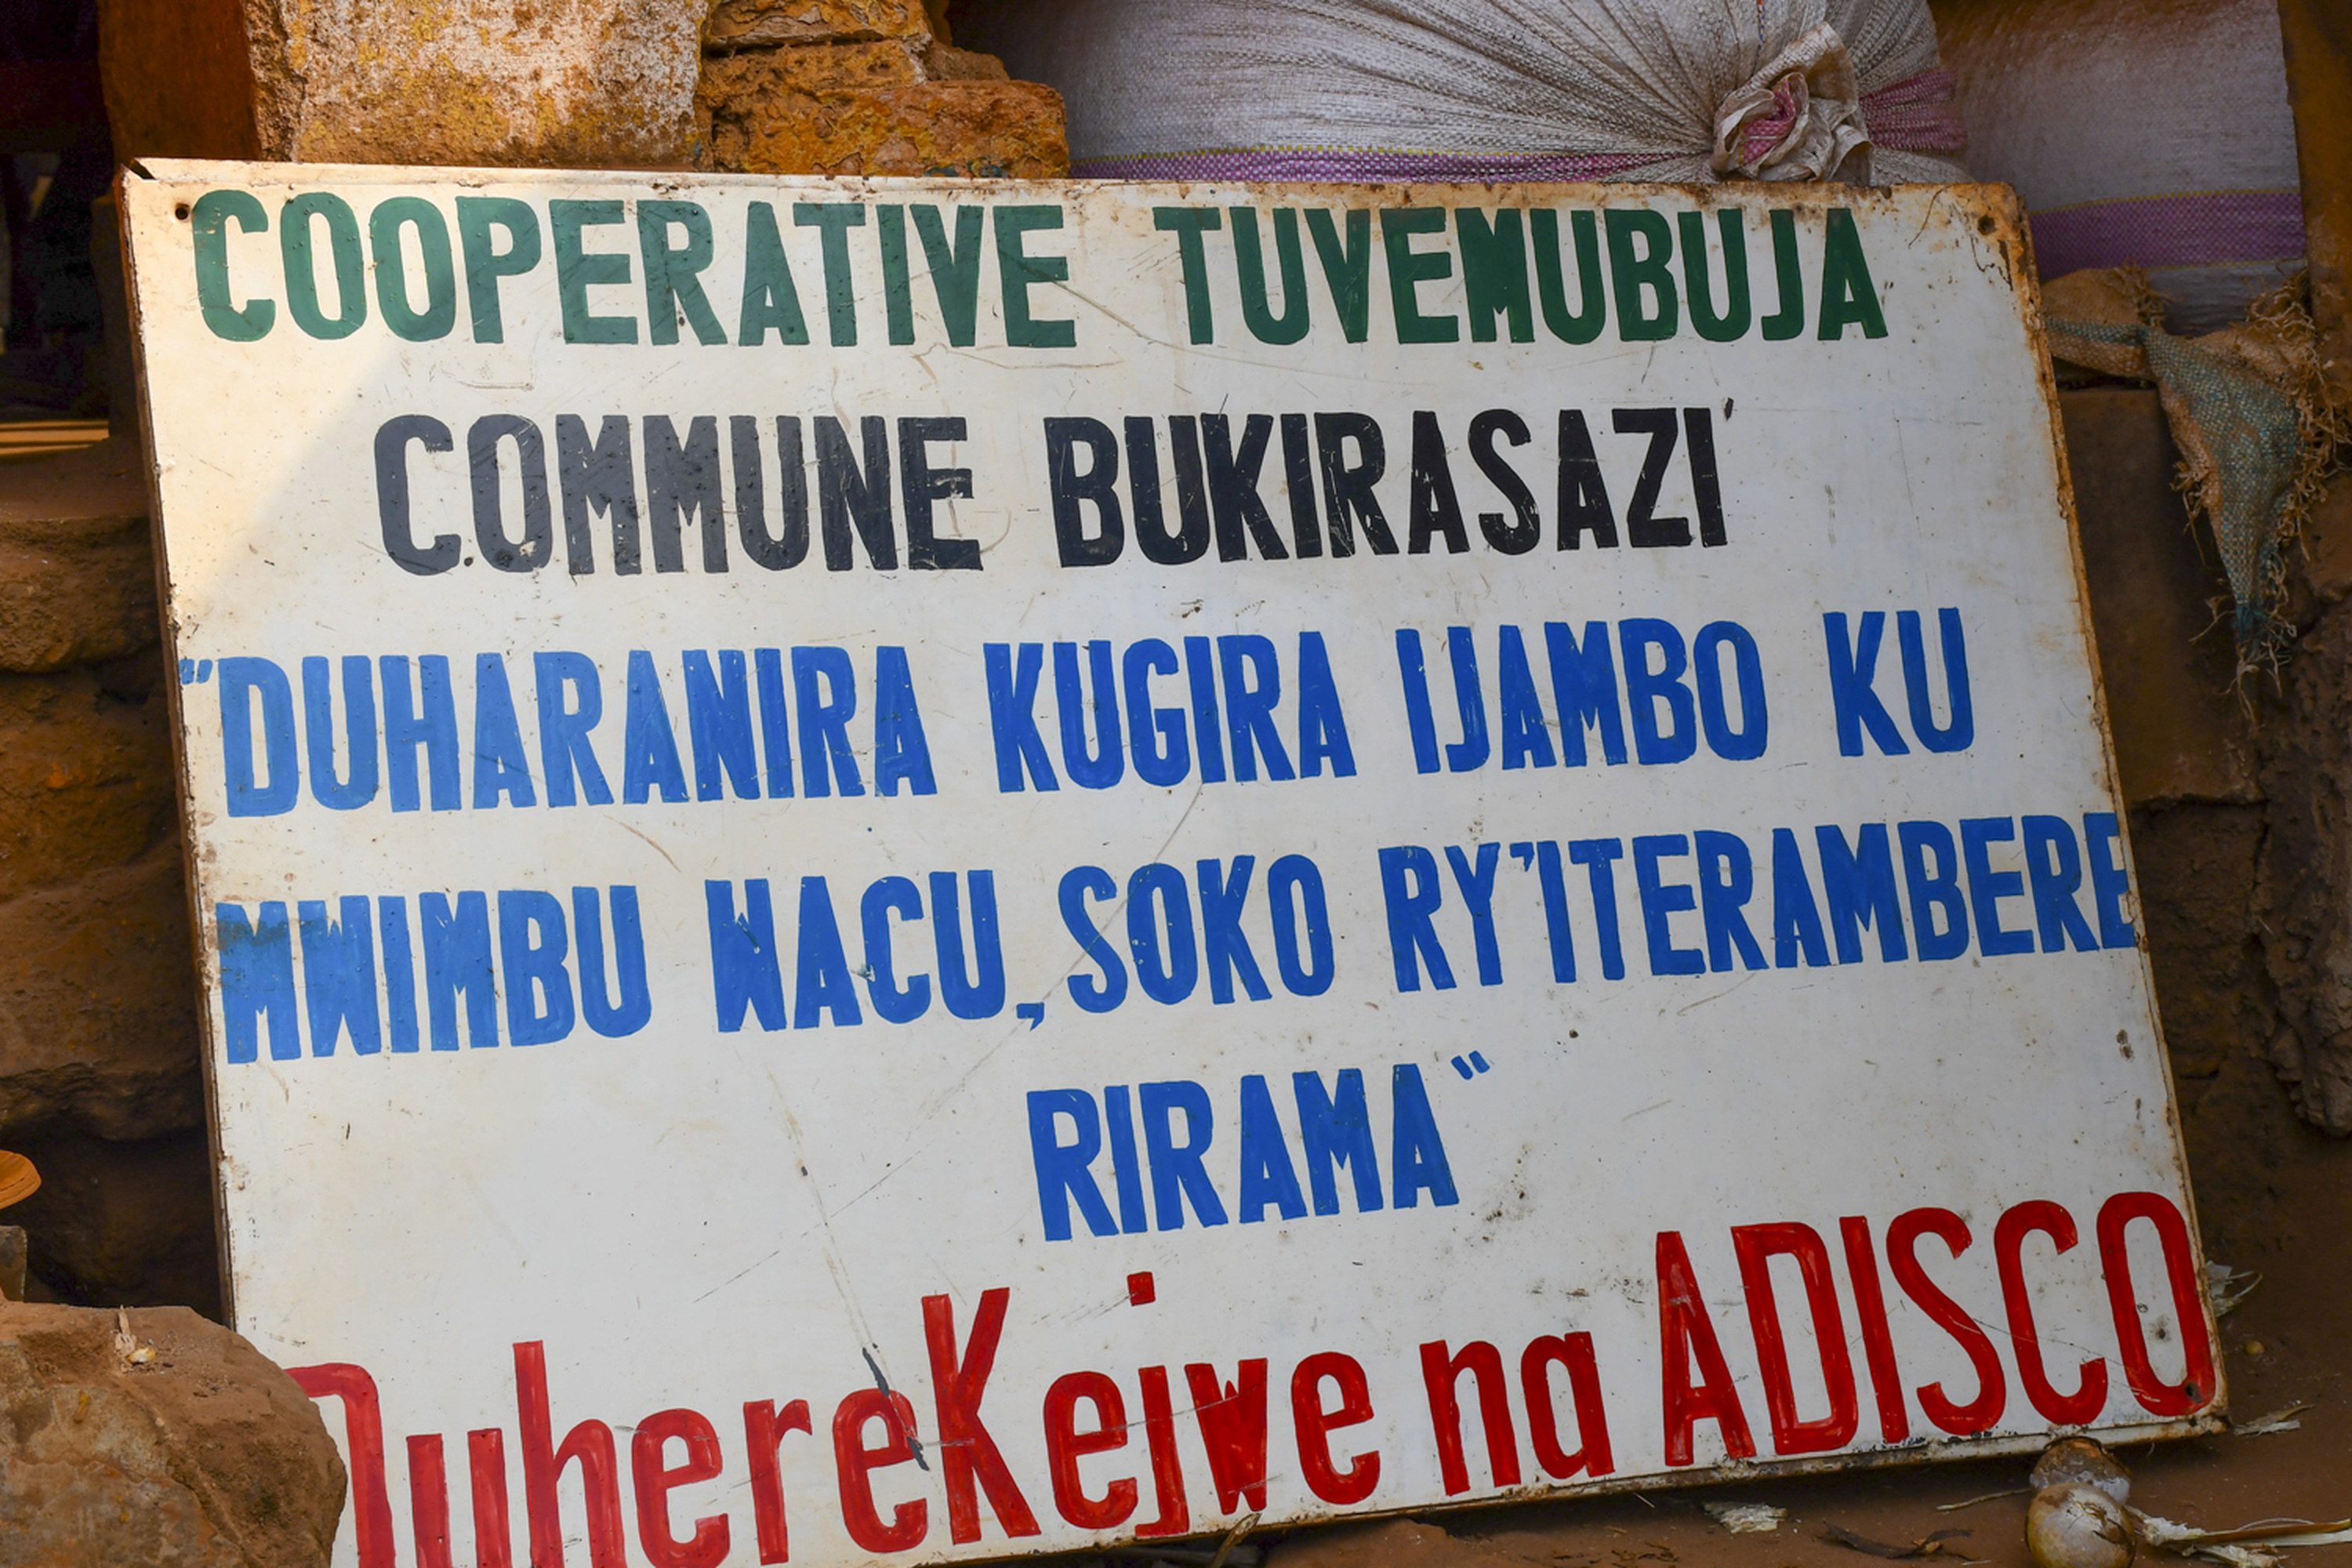 COOPERATIVE TUVEMUBUJA
COMMUNE BUKIRASAZI
"DUHARANIRA KUGIRA IJAMBO KU
MWIMBU WACU, SOKO RY'ITERAMBERE
RIRAMA"
DuhereKejwe na ADISCO